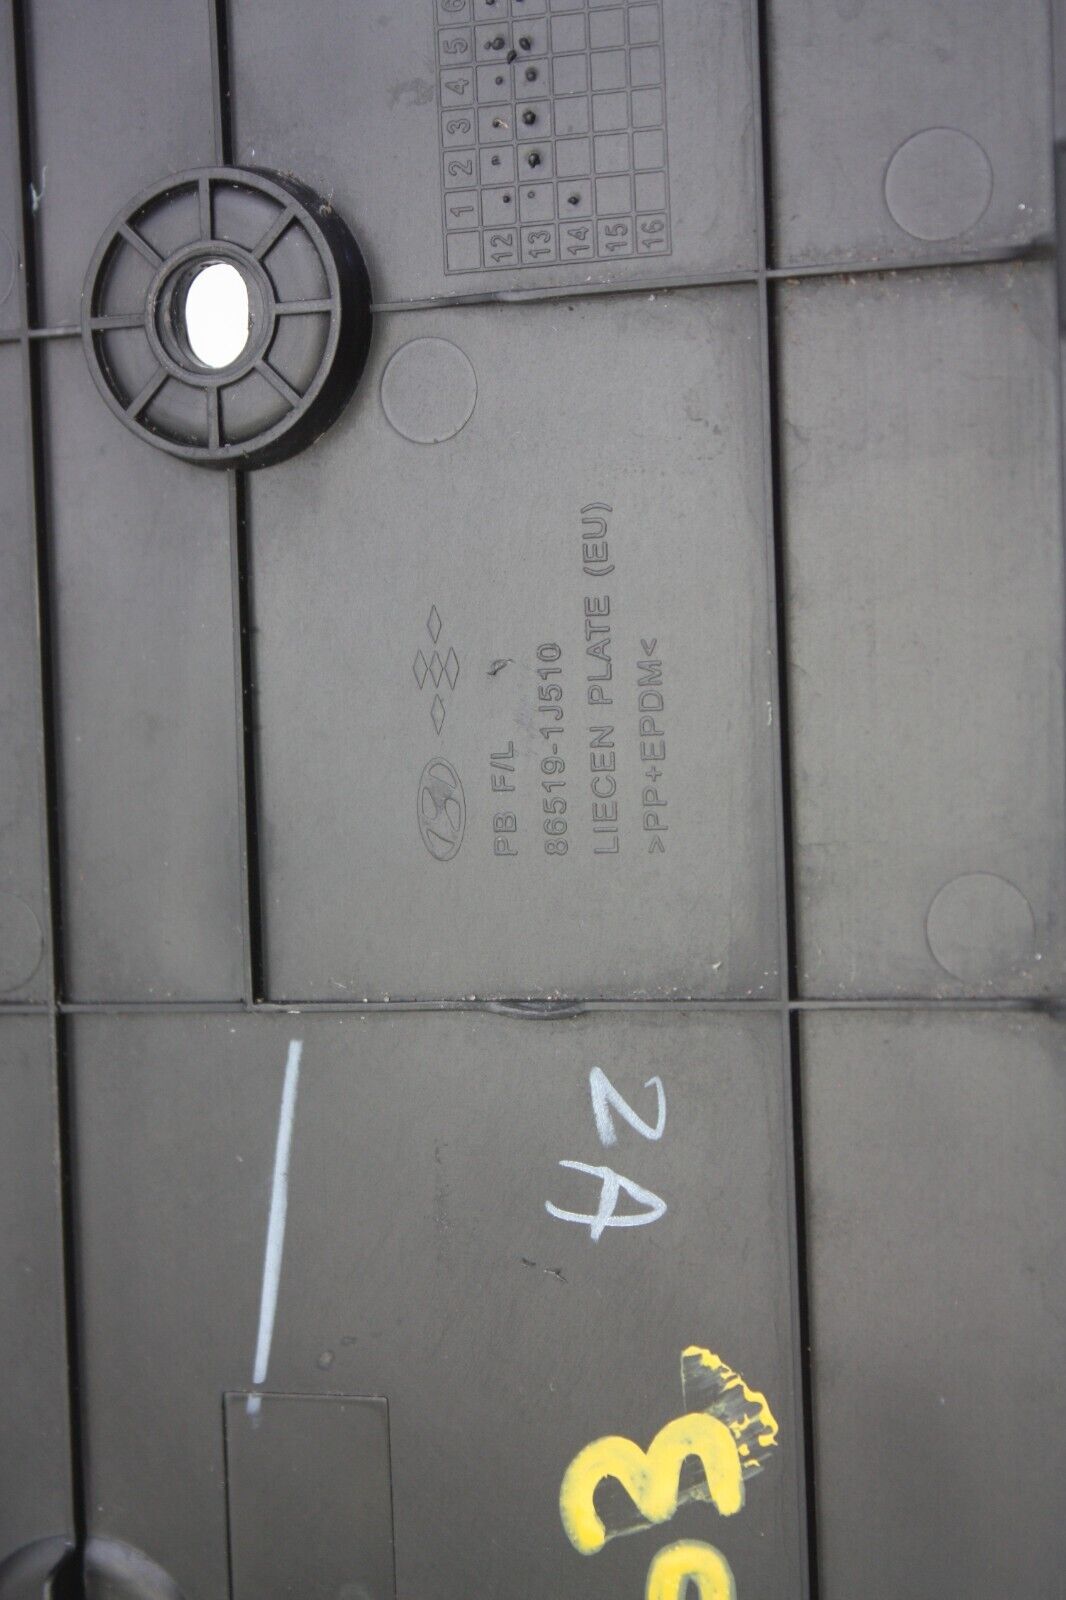 6
5
4
3
2
1
12
13
14
15
16
PB F/L
86519-1J510
LIECEN PLATE (EU)
>PP+EPDM<
2A
3